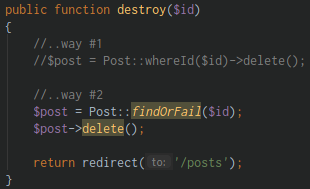 public function destroy($id)
{
//..way #1
//$post = Post::whereId($id)->delete();
//..way #2
$post = Post::findOrFail($id);
$post->delete();
return redirect( to: '/posts');
}